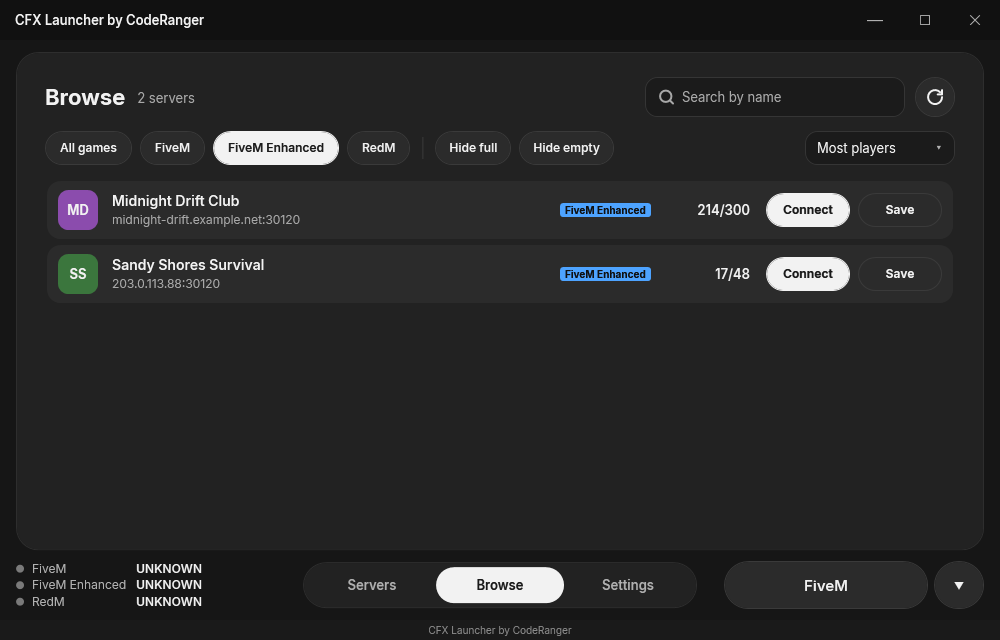 CFX Launcher by CodeRanger
Browse 2 servers
Search by name
All games FiveM FiveM Enhanced RedM Hide full Hide empty Most players
MD Midnight Drift Club
midnight-drift.example.net:30120
FiveM Enhanced 214/300 Connect Save
SS Sandy Shores Survival
203.0.113.88:30120
FiveM Enhanced 17/48 Connect Save
FiveM UNKNOWN
FiveM Enhanced UNKNOWN
RedM UNKNOWN
Servers Browse Settings
FiveM
CFX Launcher by CodeRanger